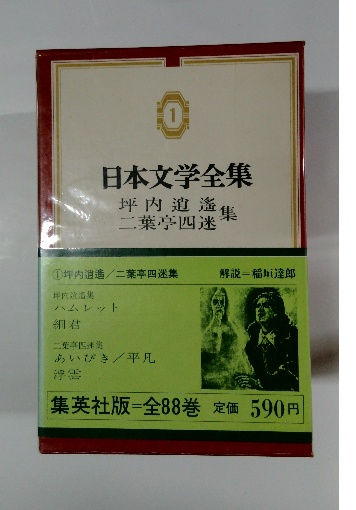 1
日本文学全集
坪内逍遙
二葉亭四迷
集
①坪内逍遙/二葉亭四迷集
解説=稲垣達郎
坪内逍遙集
ハムレット
細君
二葉亭四迷集
あいびき/平凡
浮雲
集英社版=全88巻 定価 590円